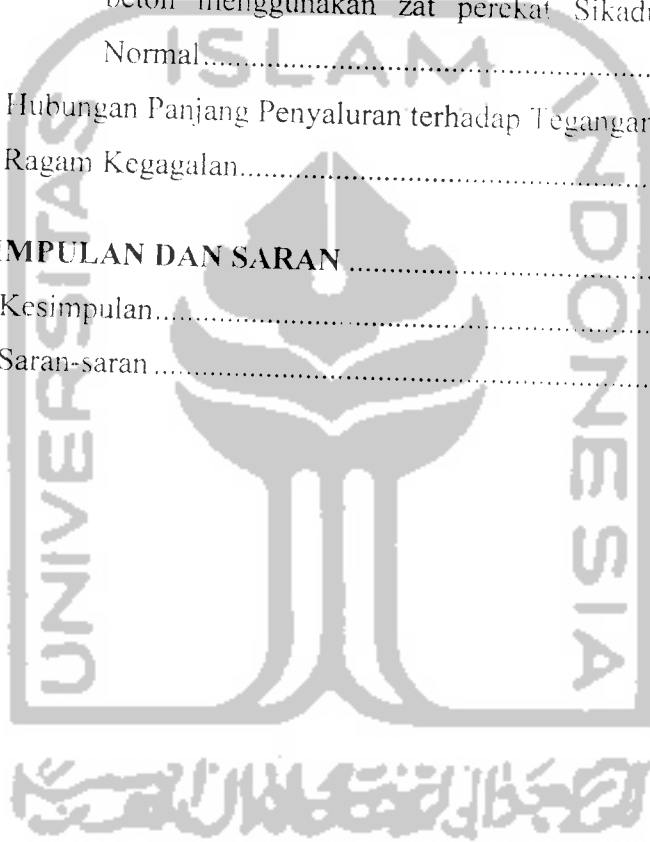 beton menggunakan zat perekat Sikadu
Normal..........................................................
Hubungan Panjang Penyaluran terhadap Tegangan
Ragam Kegagalan..........................................................
IMPULAN DAN SARAN ..........................................................
Kesimpulan..........................................................
Saran-saran ..........................................................
UNIVERSITAS
ISLAM
INDONESIA